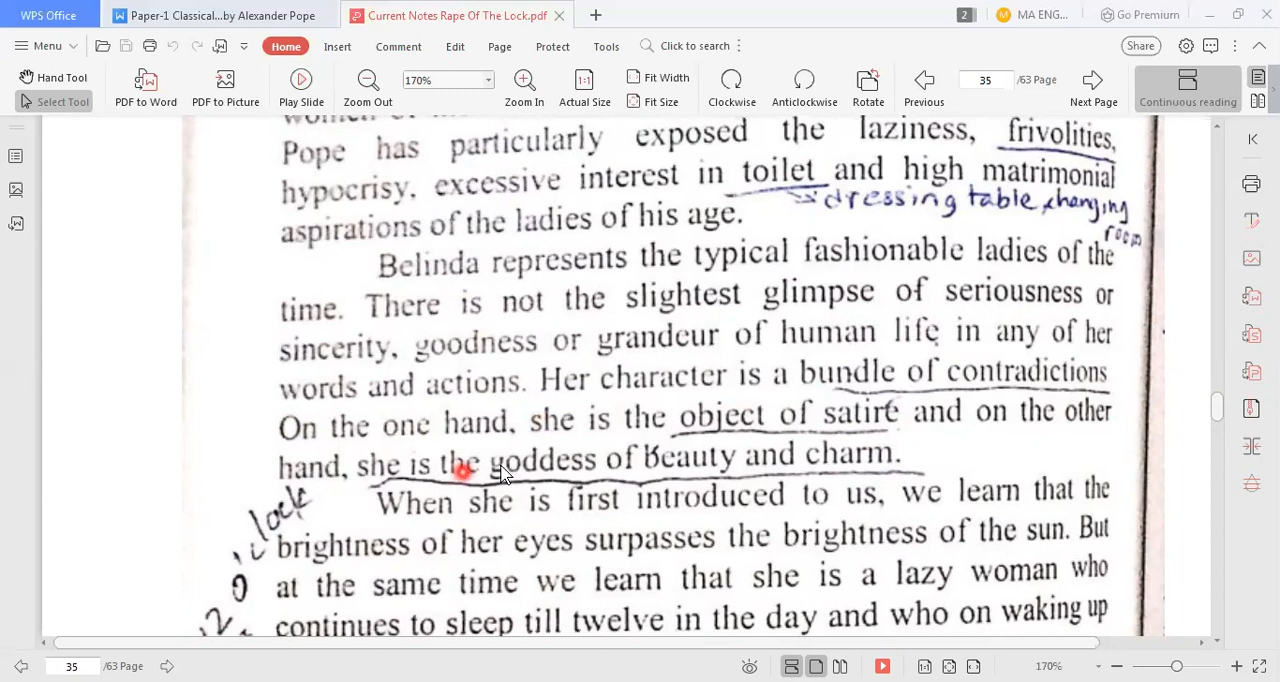 WPS Office
Paper-1 Classical...by Alexander Pope
Current Notes Rape Of The Lock.pdf
2
MA ENG...
Go Premium
Menu
Home
Insert
Comment
Edit
Page
Protect
Tools
Click to search
Share
Hand Tool
Select Tool
PDF to Word
PDF to Picture
Play Slide
Zoom Out
170%
Zoom In
1:1
Actual Size
Fit Width
Fit Size
Clockwise
Anticlockwise
Rotate
Previous
35
/63 Page
Next Page
Continuous reading
women of
Pope has particularly exposed the laziness, frivolities,
hypocrisy, excessive interest in toilet and high matrimonial
dressing table, changing
room
aspirations of the ladies of his age.
Belinda represents the typical fashionable ladies of the
time. There is not the slightest glimpse of seriousness or
sincerity, goodness or grandeur of human life in any of her
words and actions. Her character is a bundle of contradictions
On the one hand, she is the object of satire and on the other
hand, she is the goddess of beauty and charm.
lock
When she is first introduced to us, we learn that the
brightness of her eyes surpasses the brightness of the sun. But
at the same time we learn that she is a lazy woman who
continues to sleep till twelve in the day and who on waking up
35
/63 Page
170%